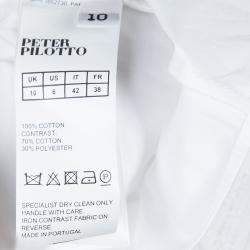 10
PETER
PILOTTO
UK US IT FR
10 6 42 38
100% COTTON
CONTRAST
70% COTTON
30% POLYESTER
SPECIALIST DRY CLEAN ONLY
HANDLE WITH CARE
IRON CONTRAST FABRIC ON
REVERSE
MADE IN PORTUGAL